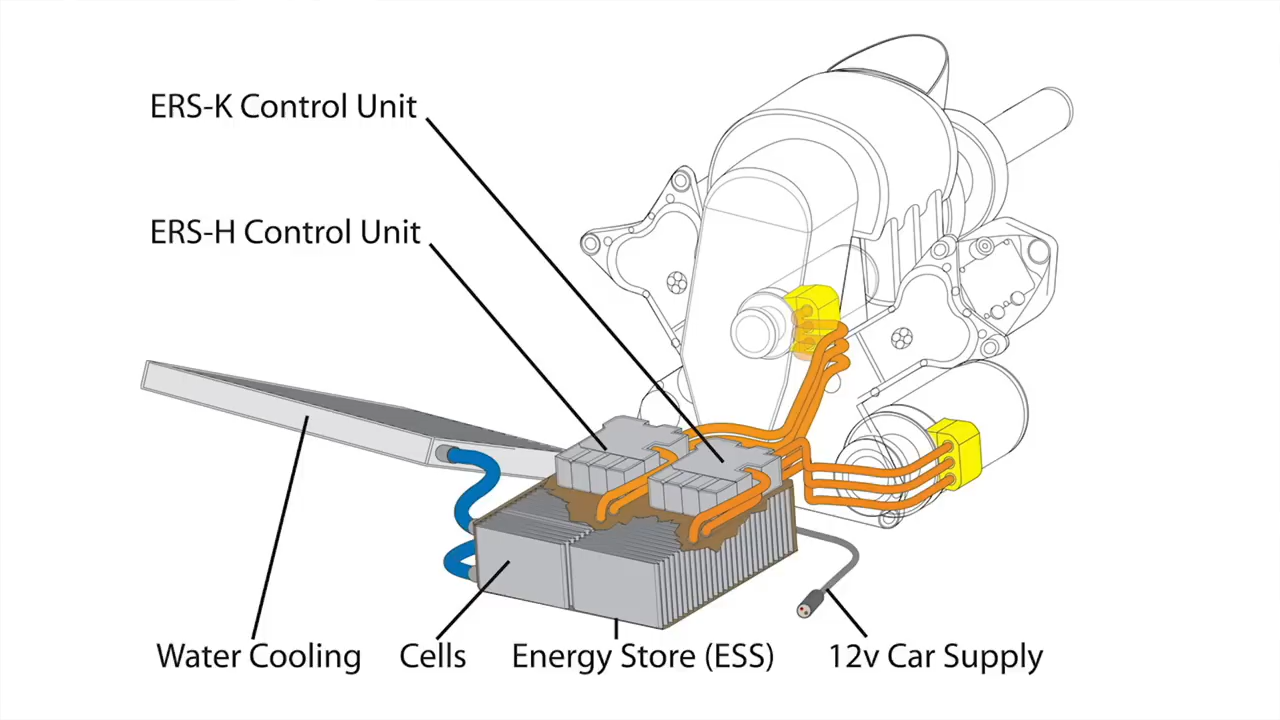 ERS-K Control Unit
ERS-H Control Unit
Water Cooling
Cells
Energy Store (ESS)
12v Car Supply